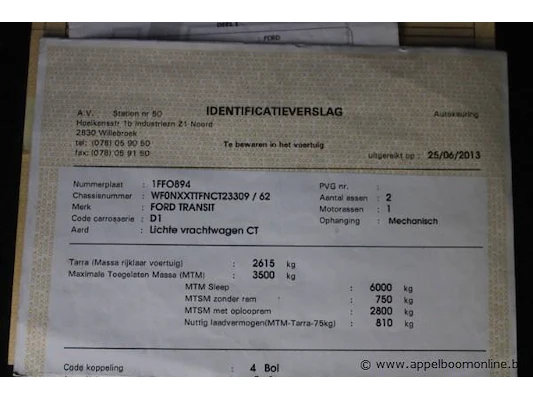 DEEL I
FORD
IDENTIFICATIEVERSLAG
A.V. Station nr 50 Autokeuring
Hoeikensstr 1b Industriezn Z1-Noord
2830 Willebroek
tel: (078) 05 90 50 Te bewaren in het voertuig
fax: (078) 05 91 50 uitgereikt op : 25/06/2013
Nummerplaat : 1FFO894 PVG nr. :
Chassienummer : WF0NXXTTFNCT23309 / 62 Aantal assen : 2
Merk : FORD TRANSIT Motorassen : 1
Code carrosserie : D1 Ophanging : Mechanisch
Aard : Lichte vrachtwagen CT
Tarra (Massa rijklaar voertuig) : 2615 kg
Maximale Toegelaten Massa (MTM) : 3500 kg
MTM Sleep : 6000 kg
MTSM zonder rem : 750 kg
MTSM met oplooprem : 2800 kg
Nuttig laadvermogen(MTM-Tarra-75kg) : 810 kg
Code koppeling : 4 Bol
© www.appelboomonline.b